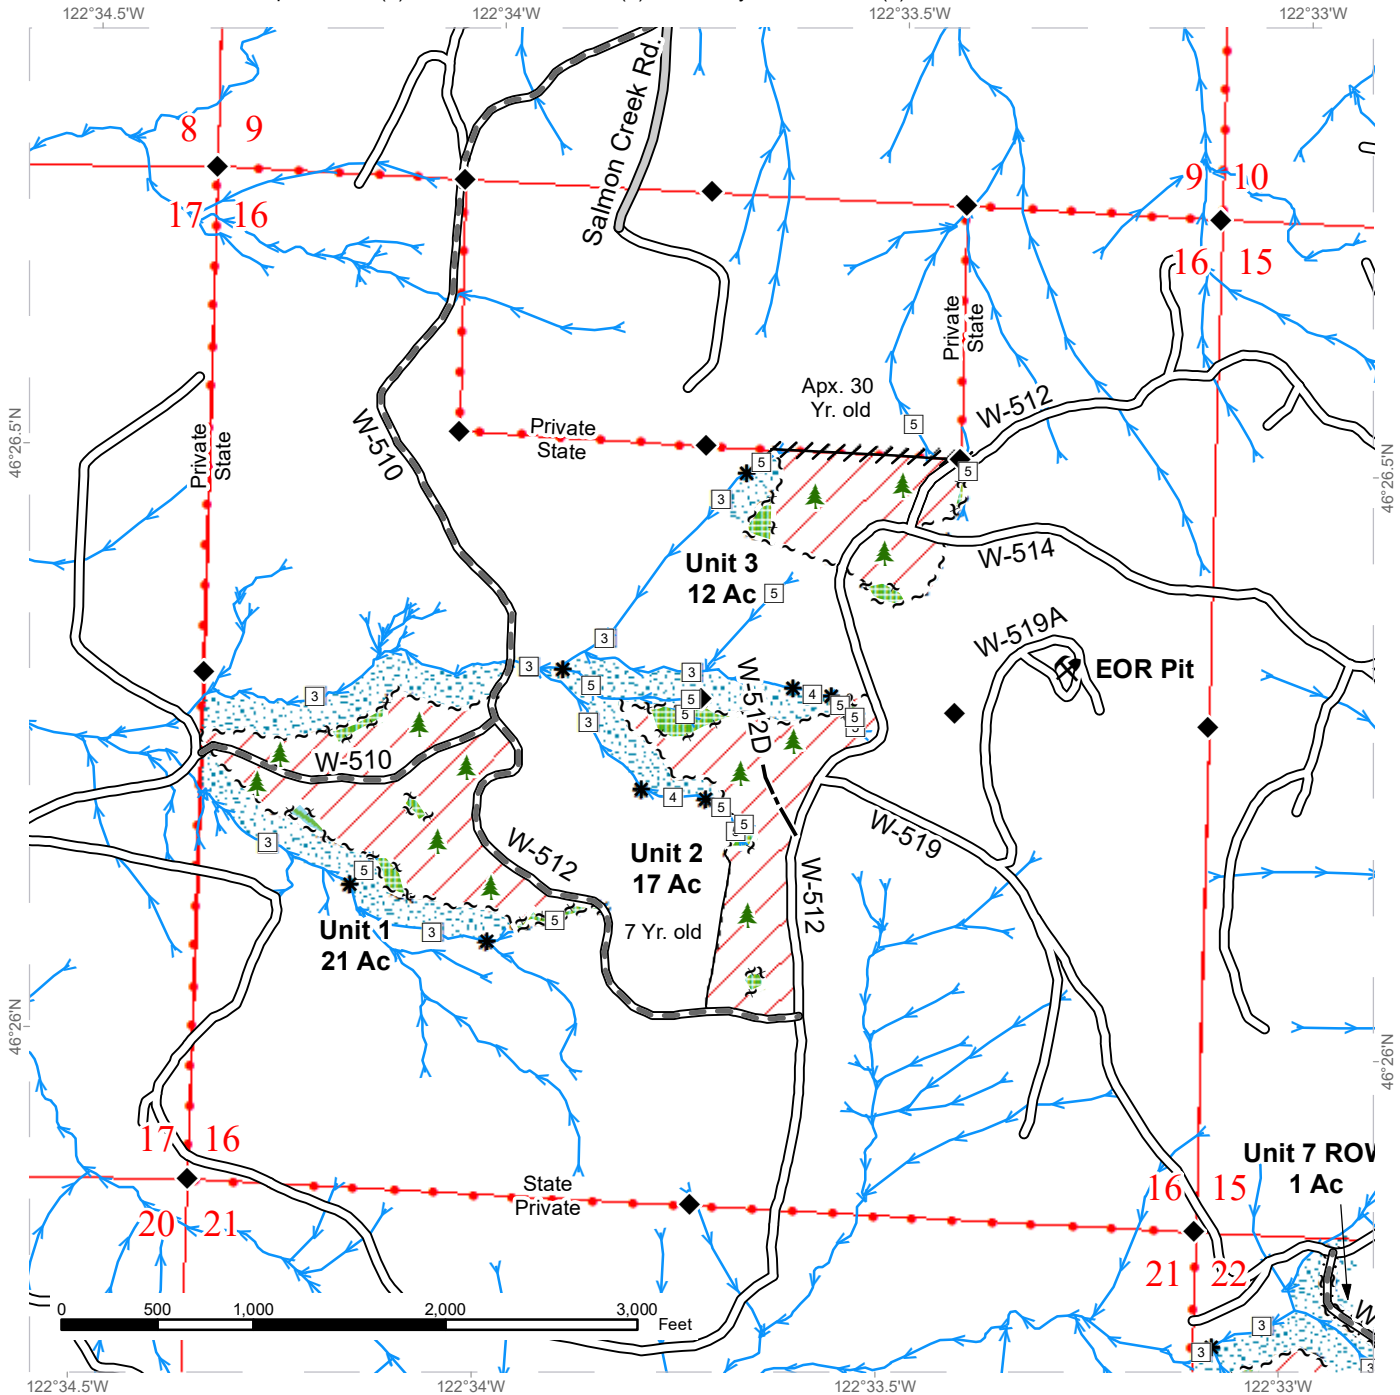 122°34.5'W
122°34'W
122°33.5'W
122°33'W
Salmon Creek Rd.
8
9
9
10
17
16
16
15
Private
State
Apx. 30
Yr. old
W-512
W-510
Private
State
Private
State
46°26.5'N
46°26.5'N
5
5
5
3
W-514
Unit 3
12 Ac
5
W-519A
EOR Pit
3
3
3
3
5
5
5
4
5
5
3
W-512D
W-510
4
5
5
W-519
W-512
W-512
Unit 2
17 Ac
3
5
3
5
7 Yr. old
Unit 1
21 Ac
46°26'N
46°26'N
17
16
Unit 7 ROW
1 Ac
16
15
State
Private
20
21
21
22
0
500
1,000
2,000
3,000
Feet
3
3
122°34.5'W
122°34'W
122°33.5'W
122°33'W